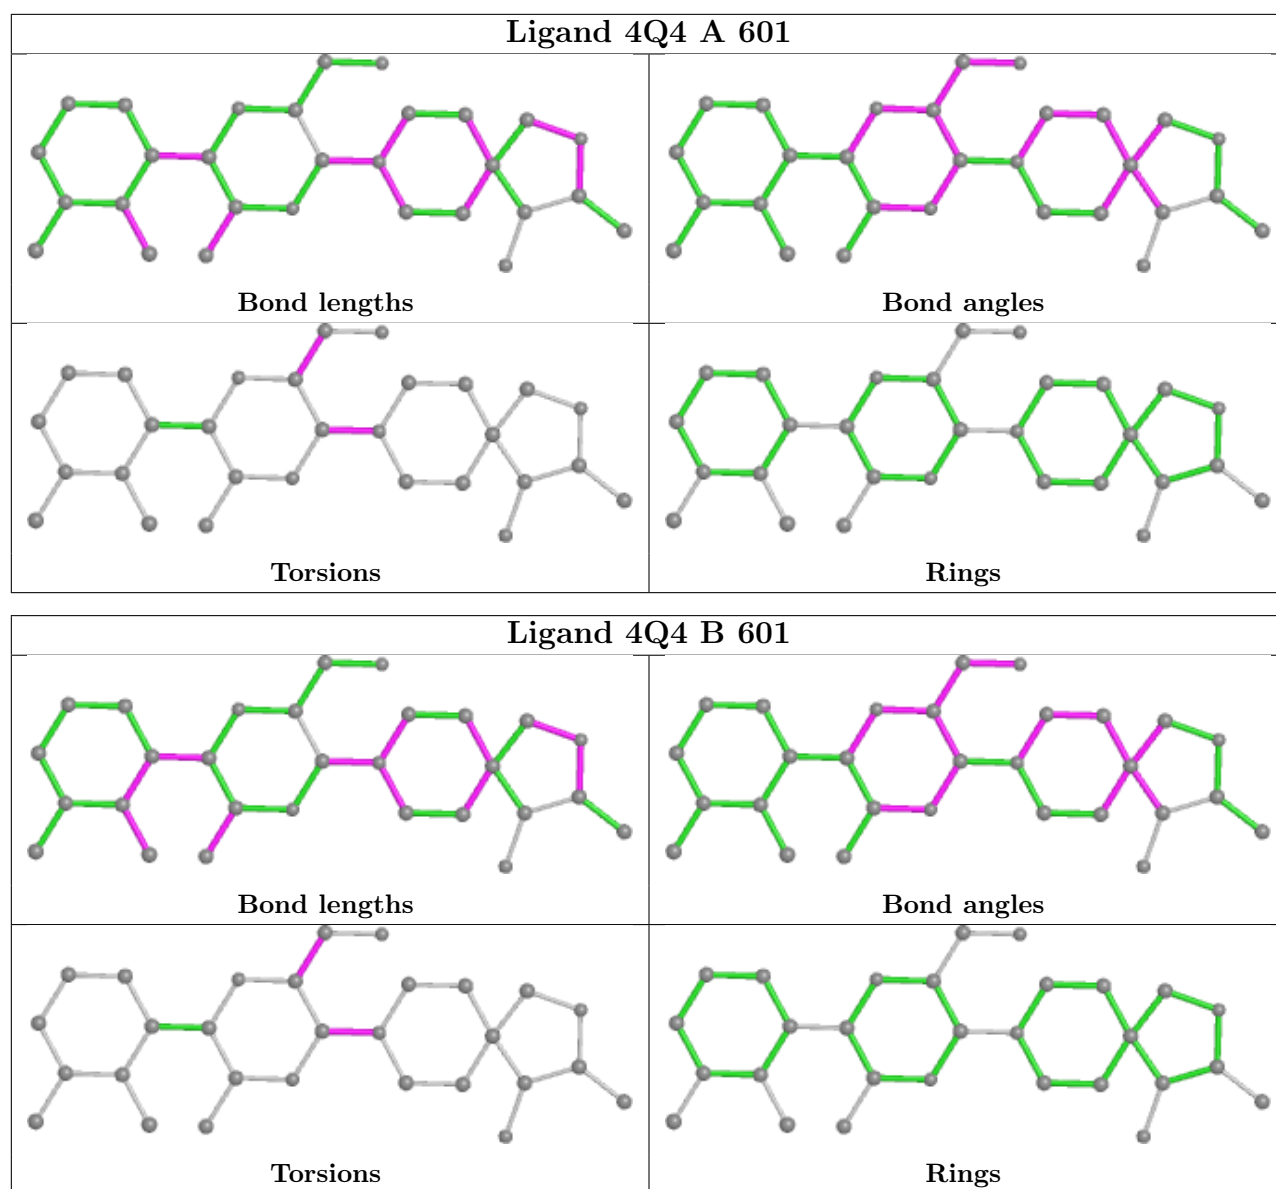 Ligand 4Q4 A 601
Bond lengths
Bond angles
Torsions
Rings
Ligand 4Q4 B 601
Bond lengths
Bond angles
Torsions
Rings